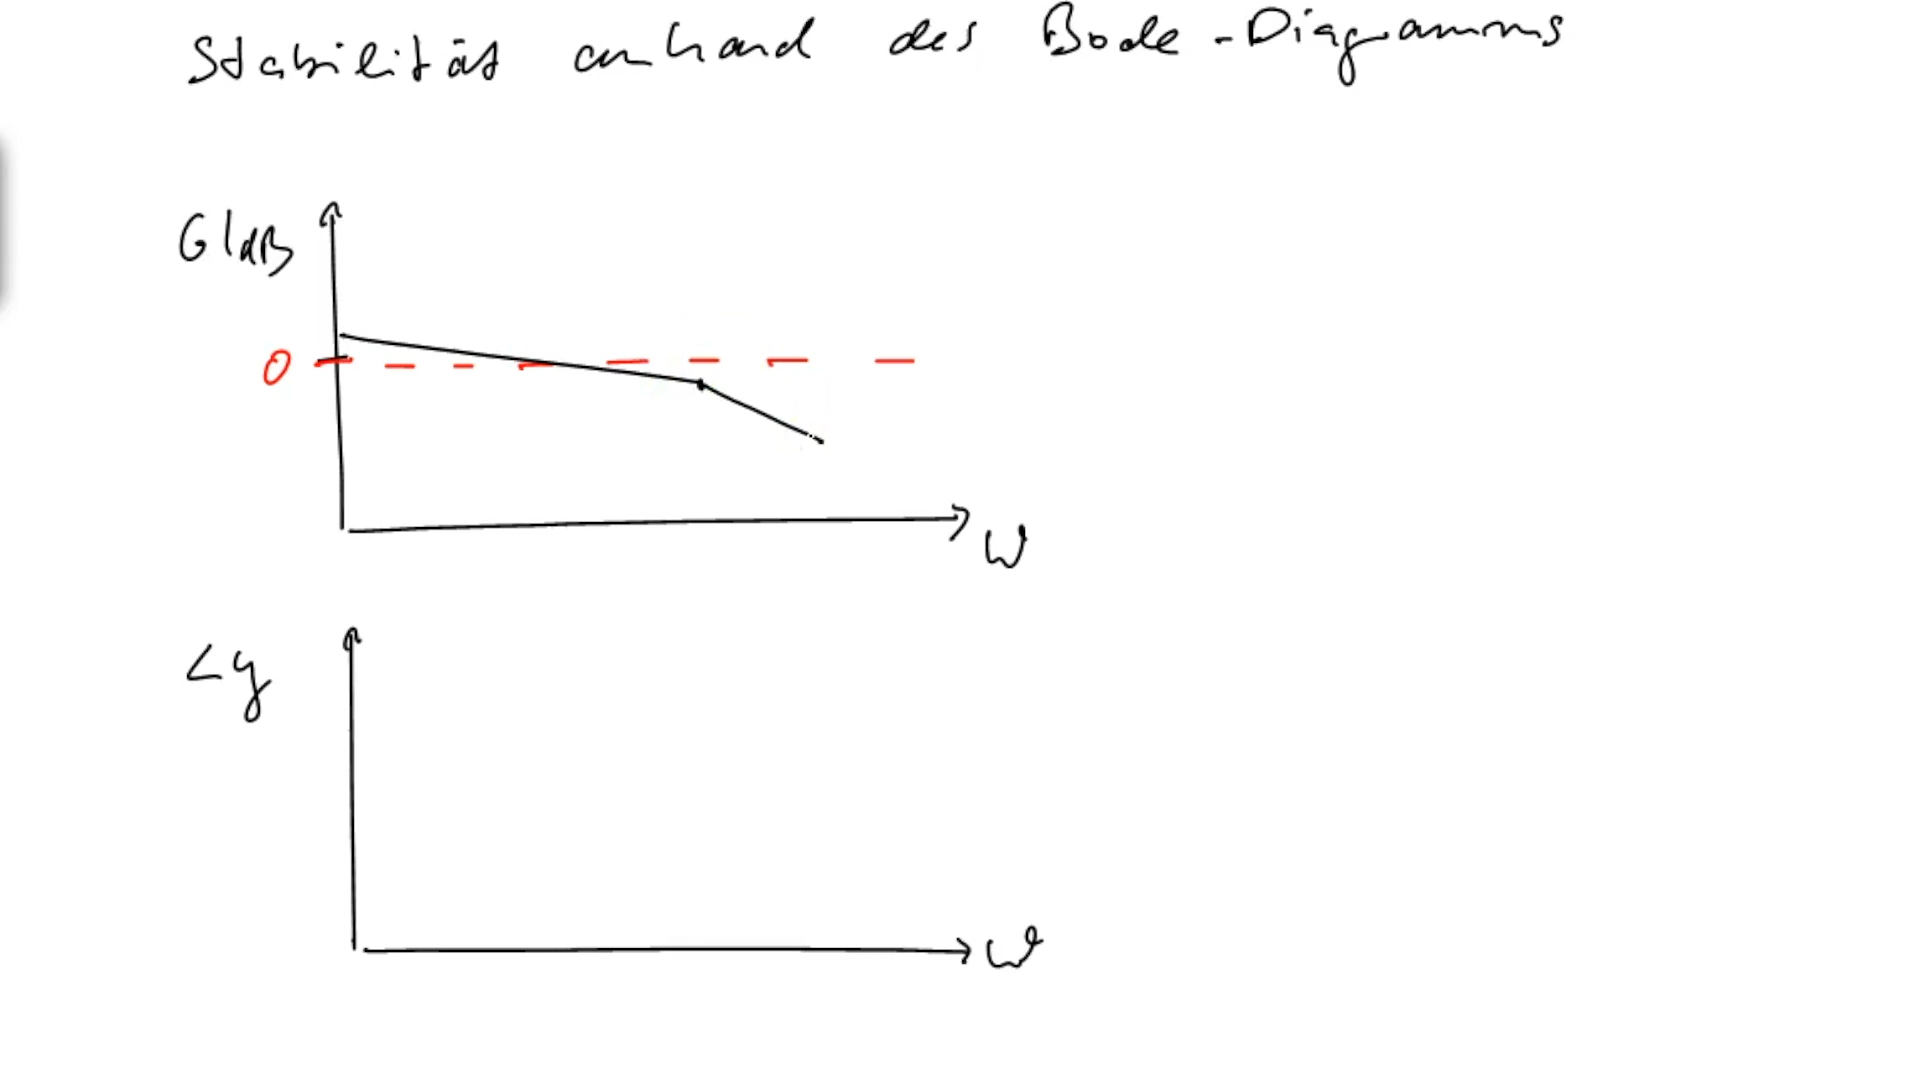 Stabilität anhand des Bode-Diagramms
G|dB
0
ω
∠φ
ω